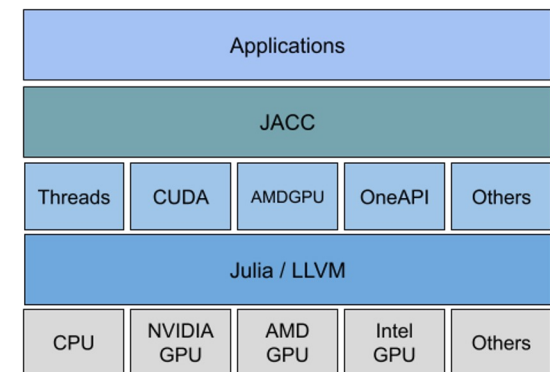 Applications
JACC
Threads CUDA AMDGPU OneAPI Others
Julia / LLVM
CPU NVIDIA GPU AMD GPU Intel GPU Others